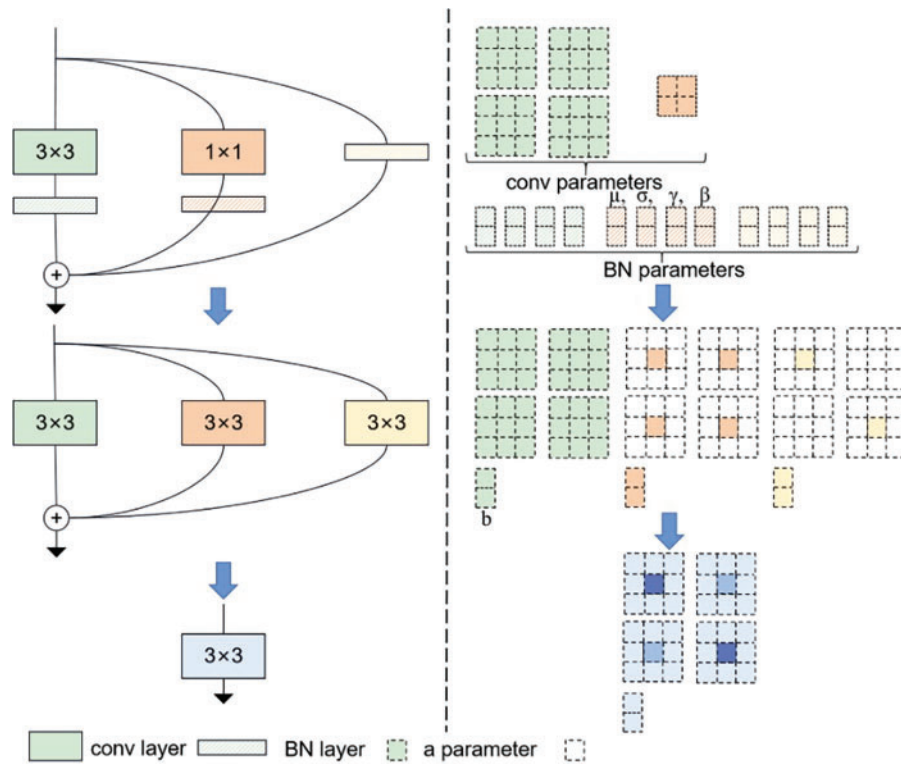 3×3
1×1
conv parameters
μ, σ, γ, β
BN parameters
+
3×3
3×3
3×3
b
+
3×3
conv layer
BN layer
a parameter